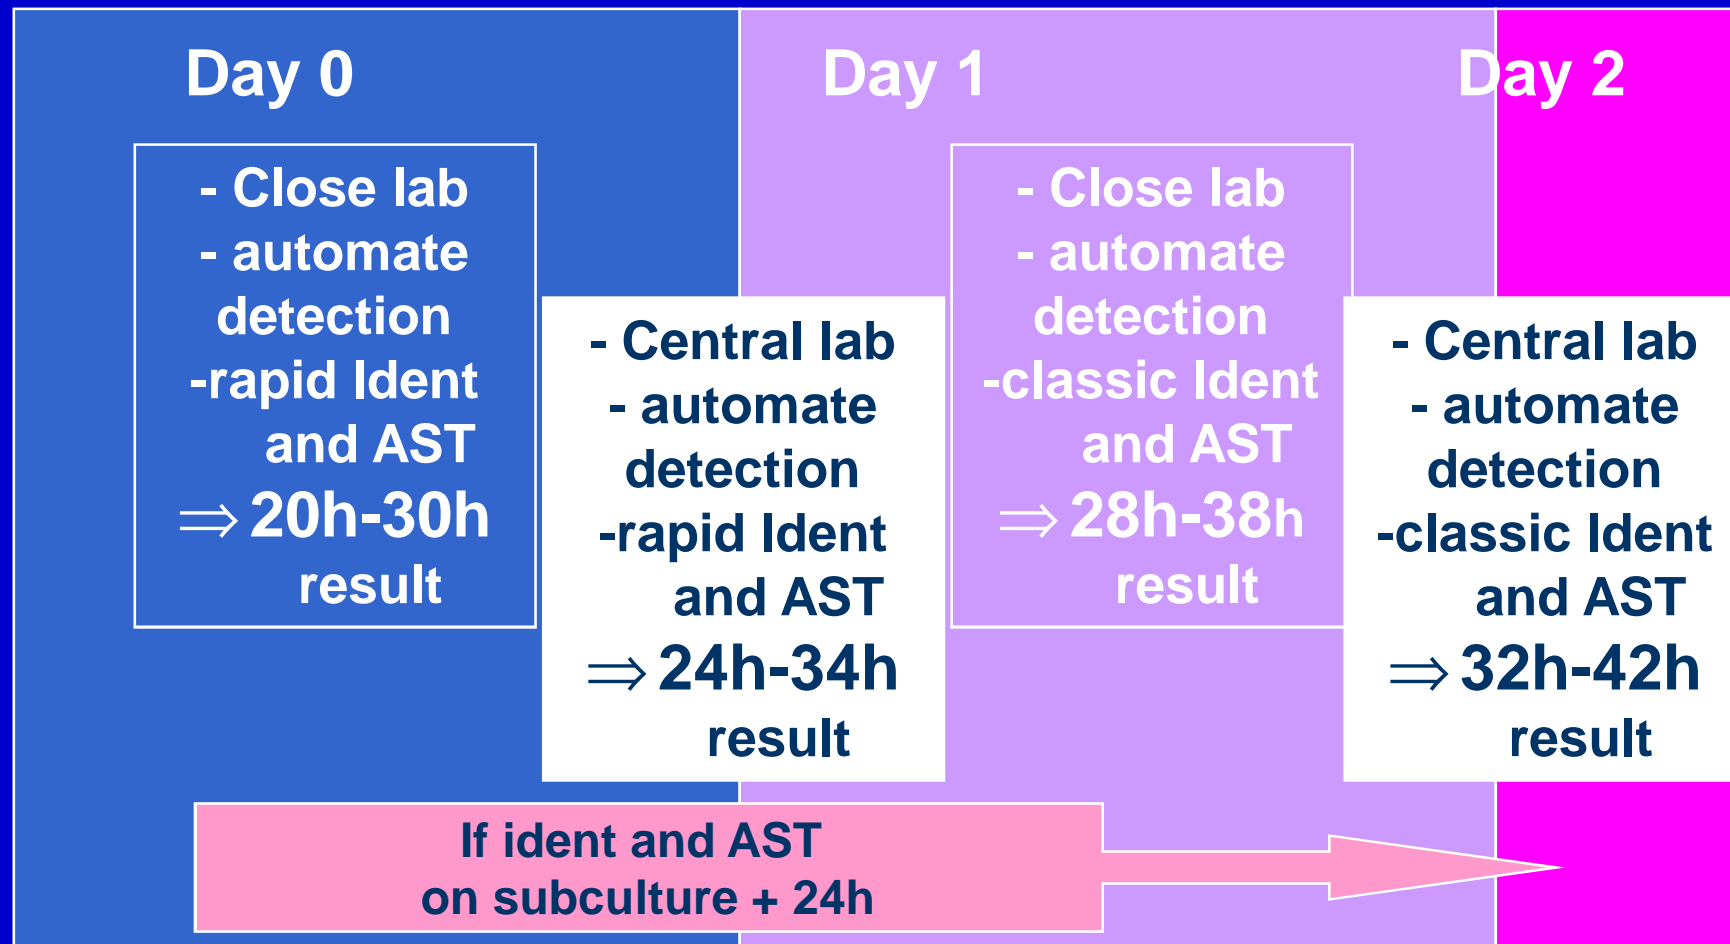 Day 0
Day 1
Day 2
- Close lab
- automate
detection
-rapid Ident
and AST
⇒ 20h-30h
result
- Central lab
- automate
detection
-rapid Ident
and AST
⇒ 24h-34h
result
- Close lab
- automate
detection
-classic Ident
and AST
⇒ 28h-38h
result
- Central lab
- automate
detection
-classic Ident
and AST
⇒ 32h-42h
result
If ident and AST
on subculture + 24h